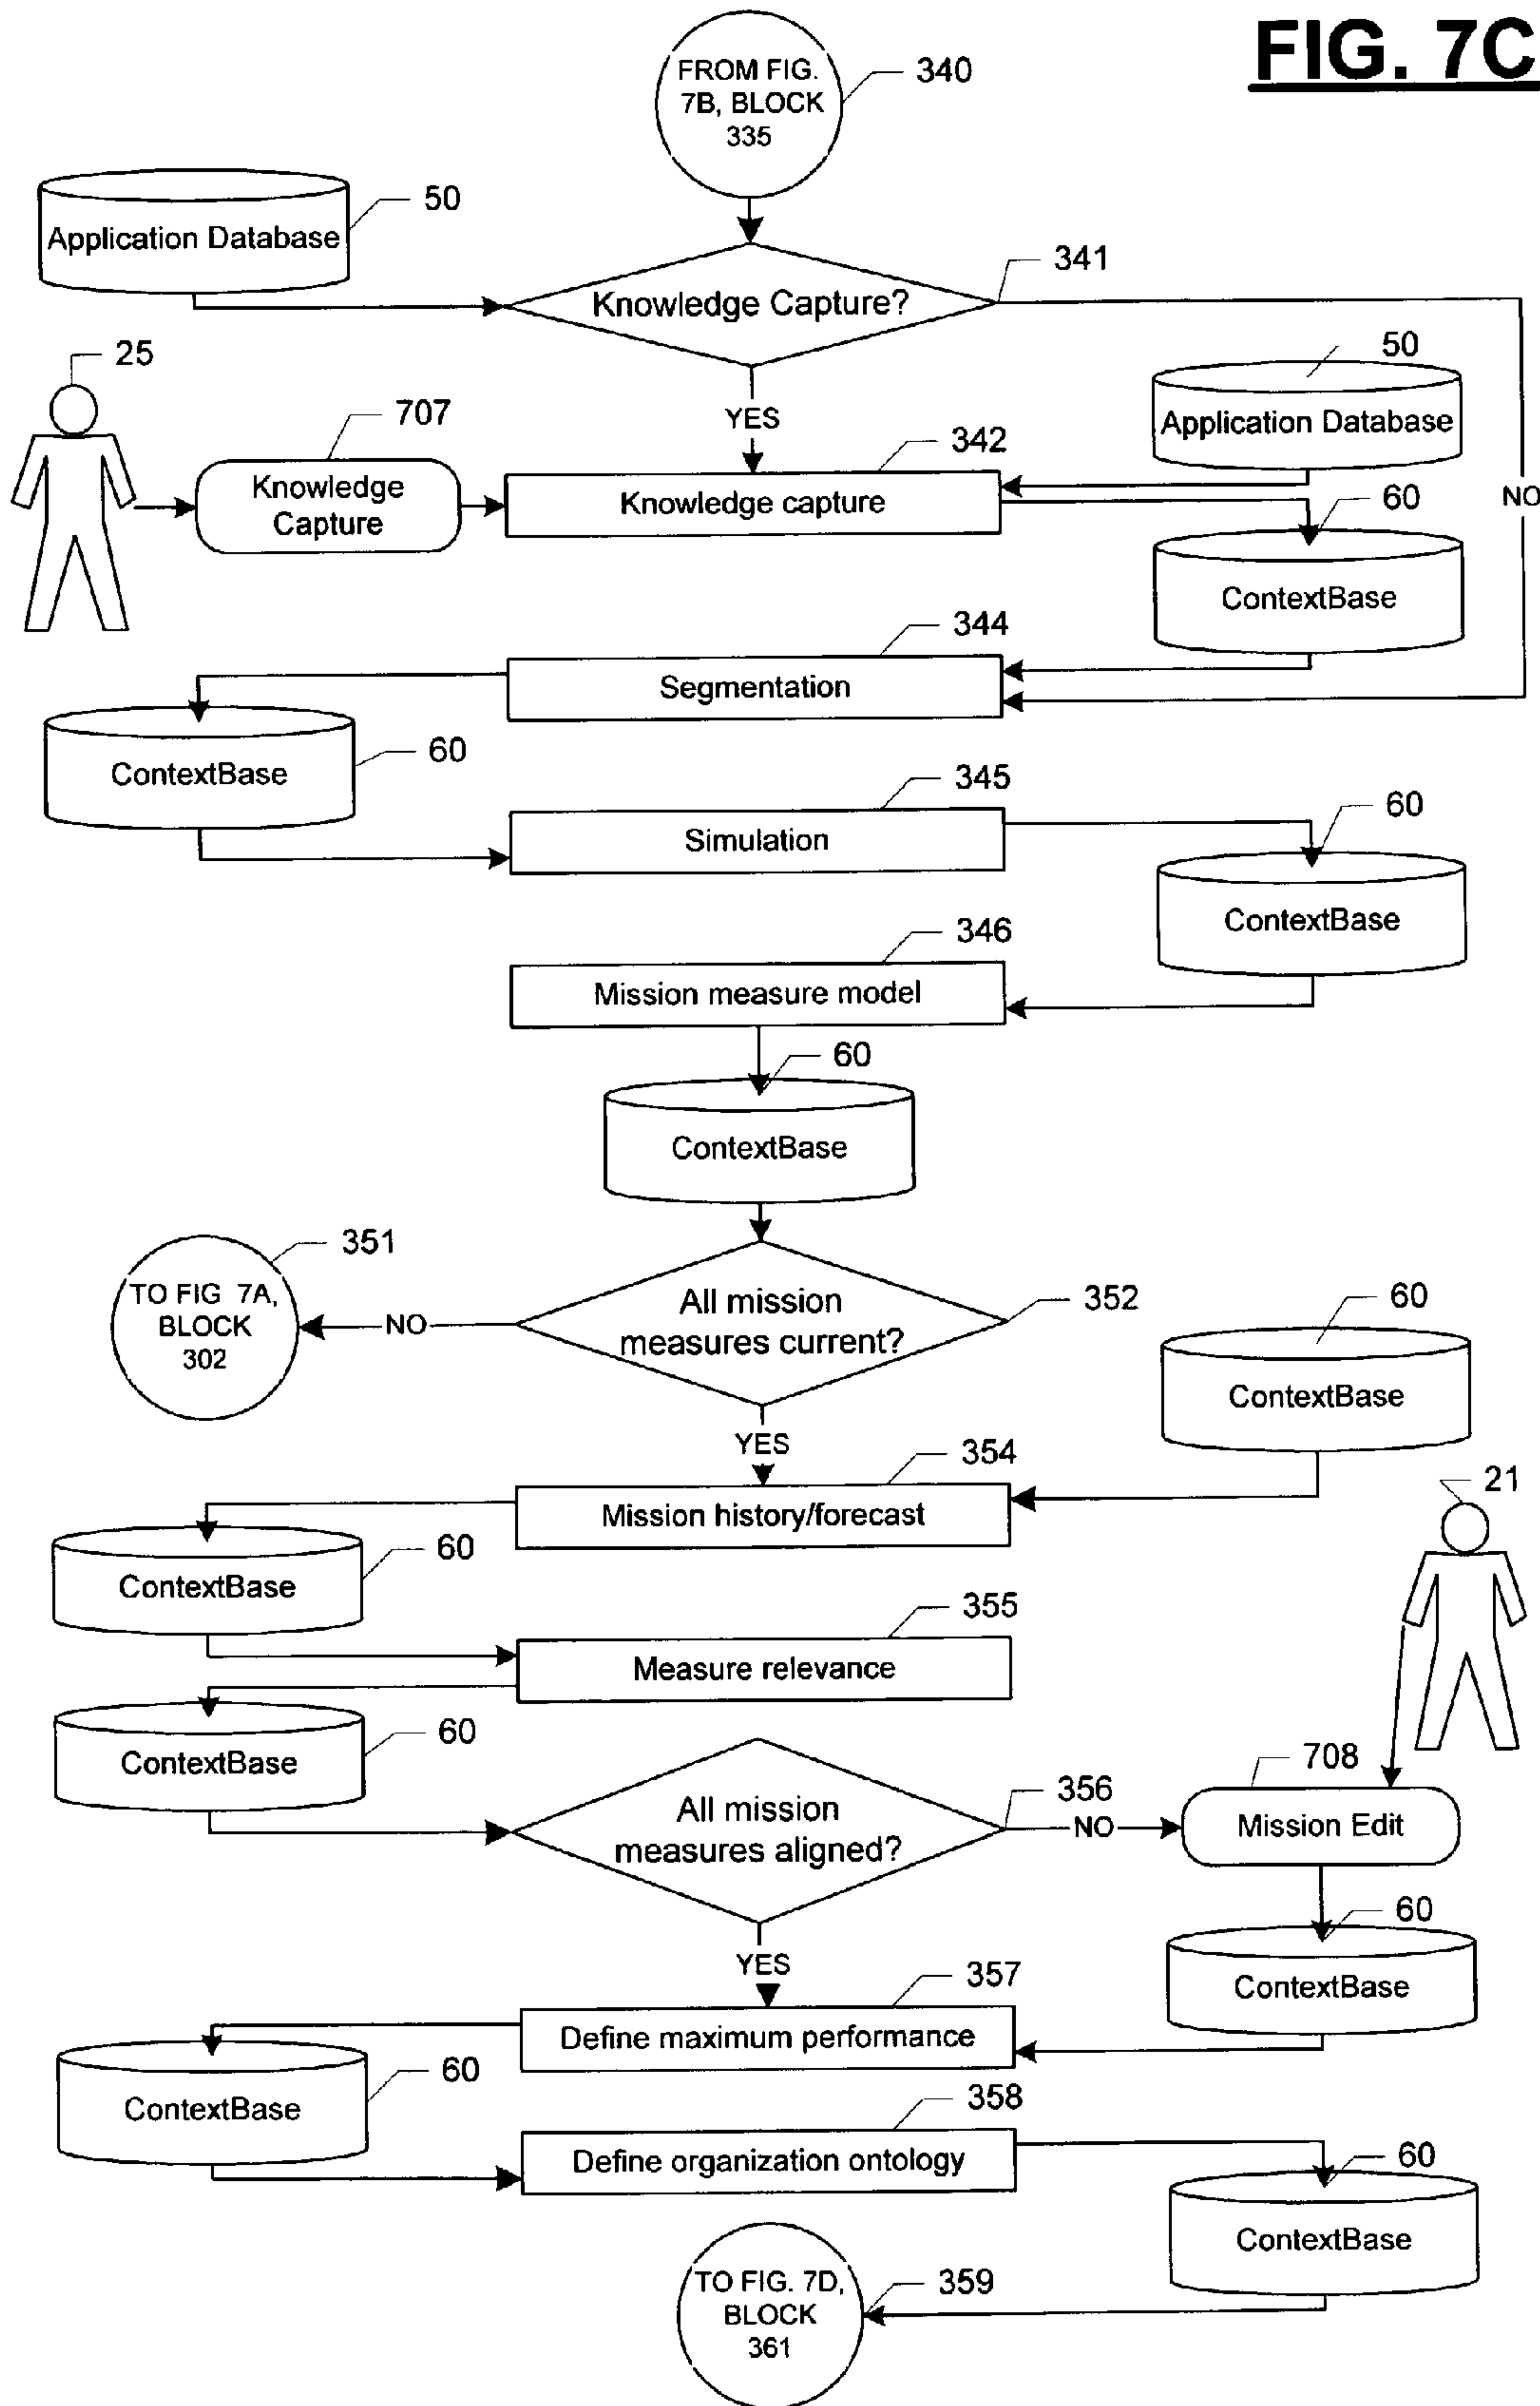 FIG. 7C
FROM FIG.
7B, BLOCK
335
340
Application Database
50
Knowledge Capture?
341
25
YES
NO
50
Application Database
707
Knowledge
Capture
342
Knowledge capture
60
ContextBase
344
Segmentation
60
ContextBase
345
Simulation
60
ContextBase
346
Mission measure model
60
ContextBase
351
TO FIG 7A,
BLOCK
302
NO
All mission
measures current?
352
60
ContextBase
YES
354
Mission history/forecast
21
60
ContextBase
355
Measure relevance
60
ContextBase
All mission
measures aligned?
356
NO
708
Mission Edit
YES
60
ContextBase
357
Define maximum performance
60
ContextBase
358
Define organization ontology
60
ContextBase
TO FIG. 7D,
BLOCK
361
359